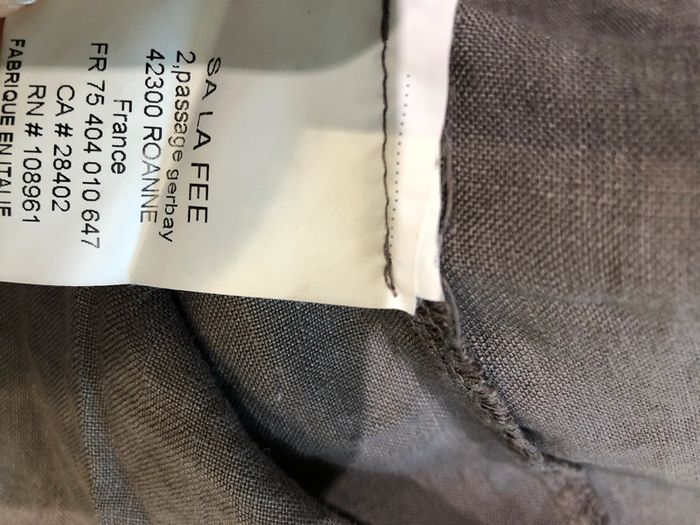 SA LA FEE
2,passage gerbay
42300 ROANNE
France
FR 75 404 010 647
CA # 28402
RN # 108961
FABRIQUE EN ITALIE